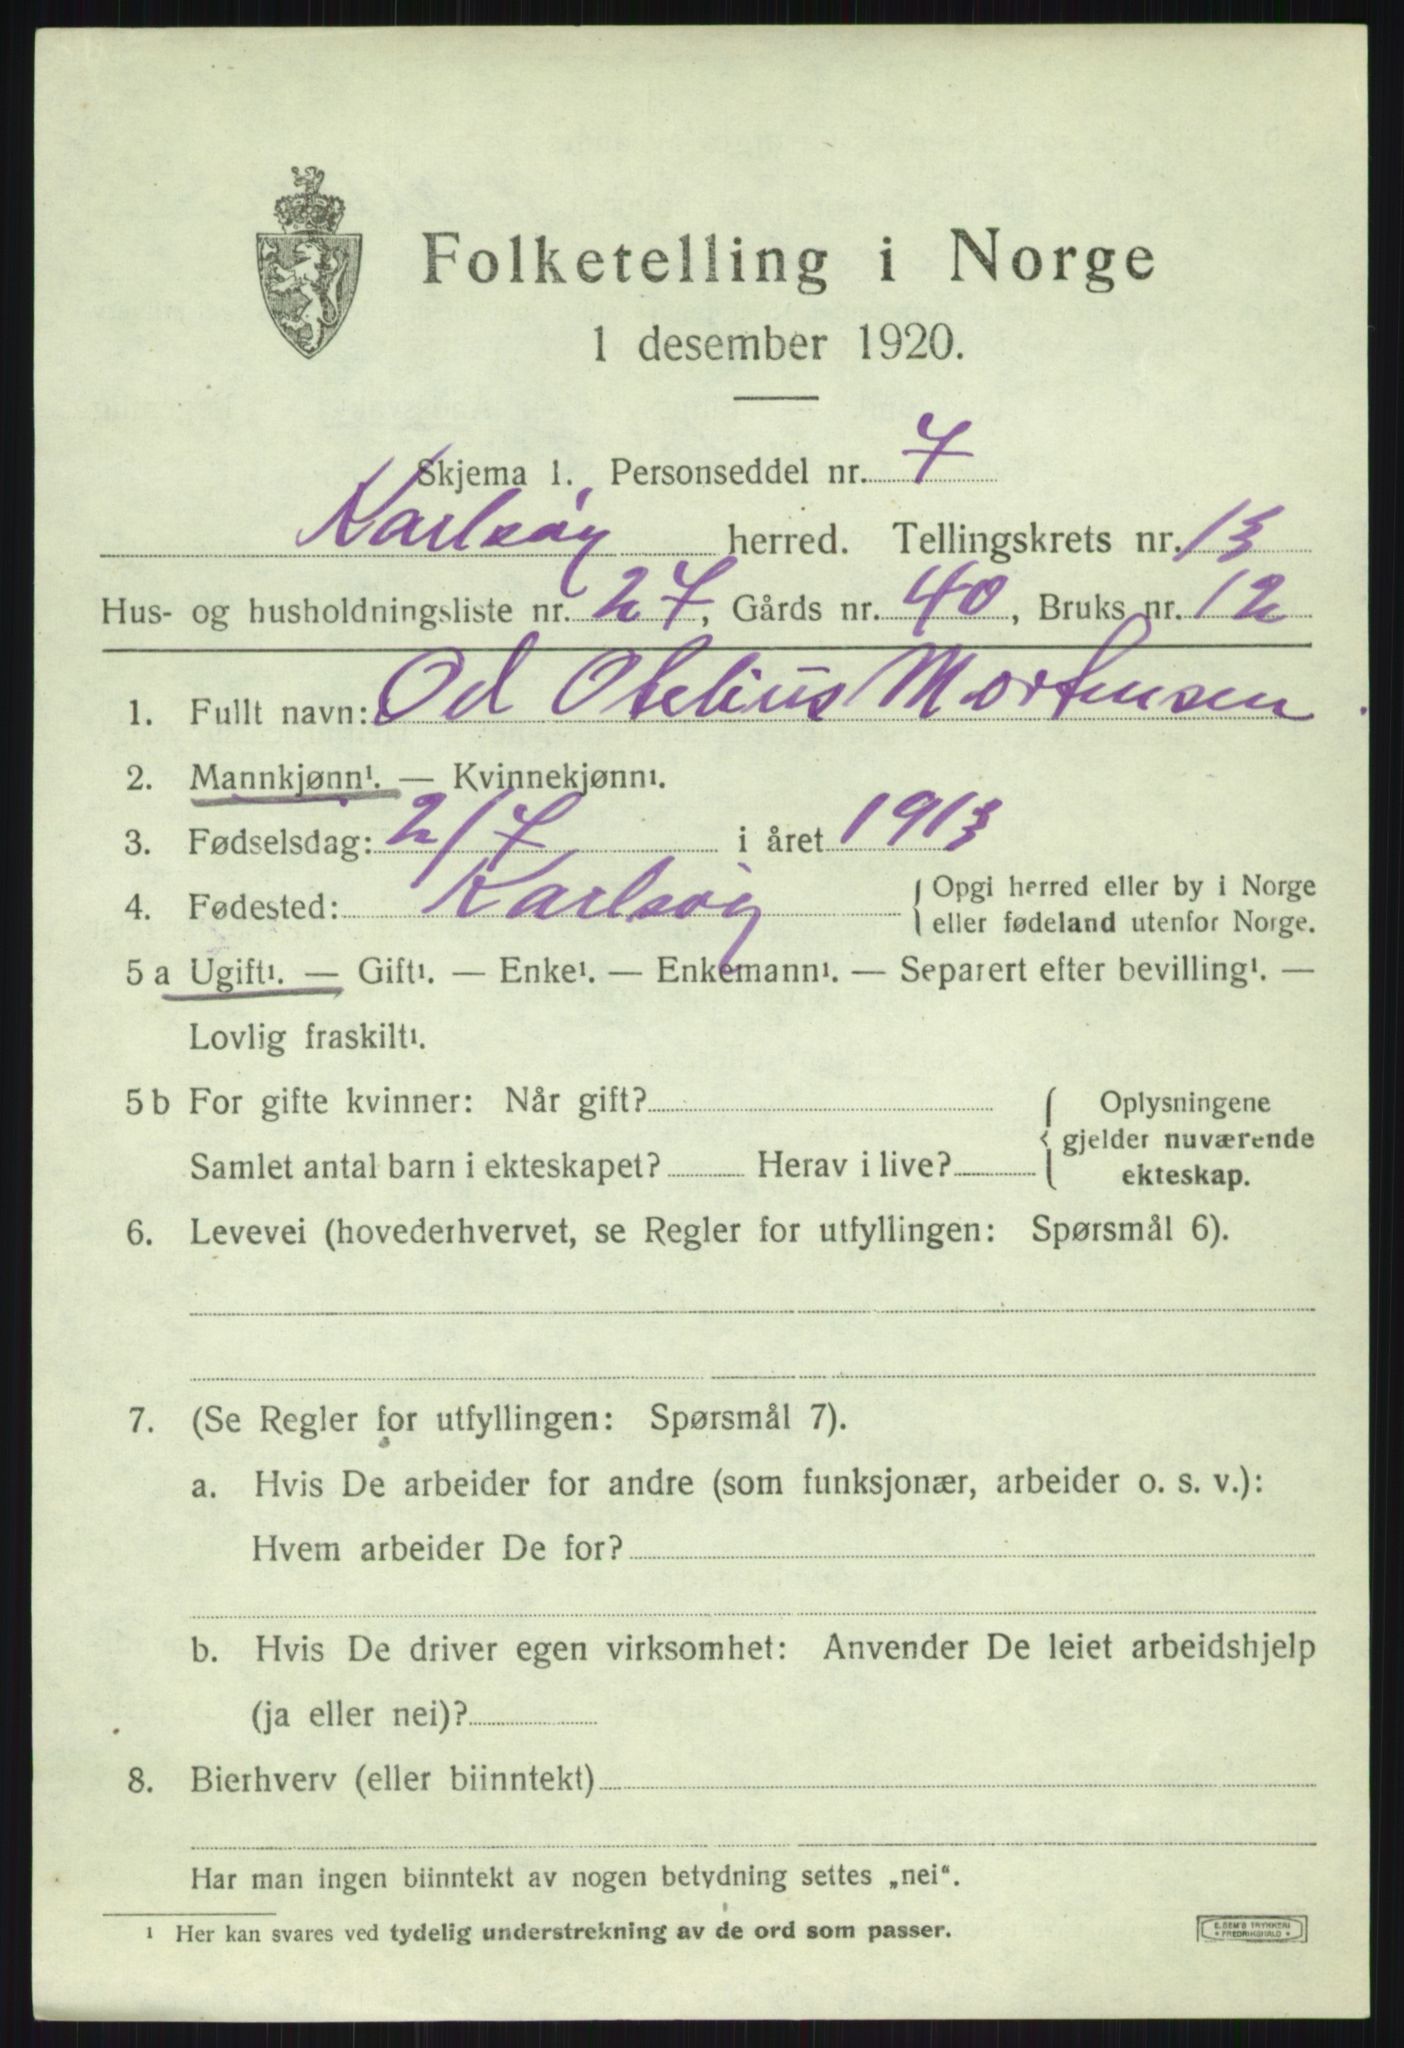 Folketelling i Norge
1 desember 1920.
Skjema 1. Personseddel nr. 7
Karlsøy herred. Tellingskrets nr. 13
Hus- og husholdningsliste nr. 27, Gårds nr. 40, Bruks nr. 12
1. Fullt navn: Od Mortensen
2. Mannkjønn¹. — Kvinnekjønn¹.
3. Fødselsdag: 2/7 i året 1913
4. Fødested: Karlsøy { Opgi herred eller by i Norge
eller fødeland utenfor Norge.
5 a Ugift¹. — Gift¹. — Enke¹. — Enkemann¹. — Separert efter bevilling¹. —
Lovlig fraskilt¹.
5 b For gifte kvinner: Når gift? { Oplysningene
gjelder nuværende
Samlet antal barn i ekteskapet? Herav i live? ekteskap.
6. Levevei (hovederhvervet, se Regler for utfyllingen: Spørsmål 6).
7. (Se Regler for utfyllingen: Spørsmål 7).
a. Hvis De arbeider for andre (som funksjonær, arbeider o. s. v.):
Hvem arbeider De for?
b. Hvis De driver egen virksomhet: Anvender De leiet arbeidshjelp
(ja eller nei)?
8. Bierhverv (eller biinntekt)
Har man ingen biinntekt av nogen betydning settes „nei“.
¹ Her kan svares ved tydelig understrekning av de ord som passer.
E. SEM'S TRYKKERI
* FREDRIKSHALD *